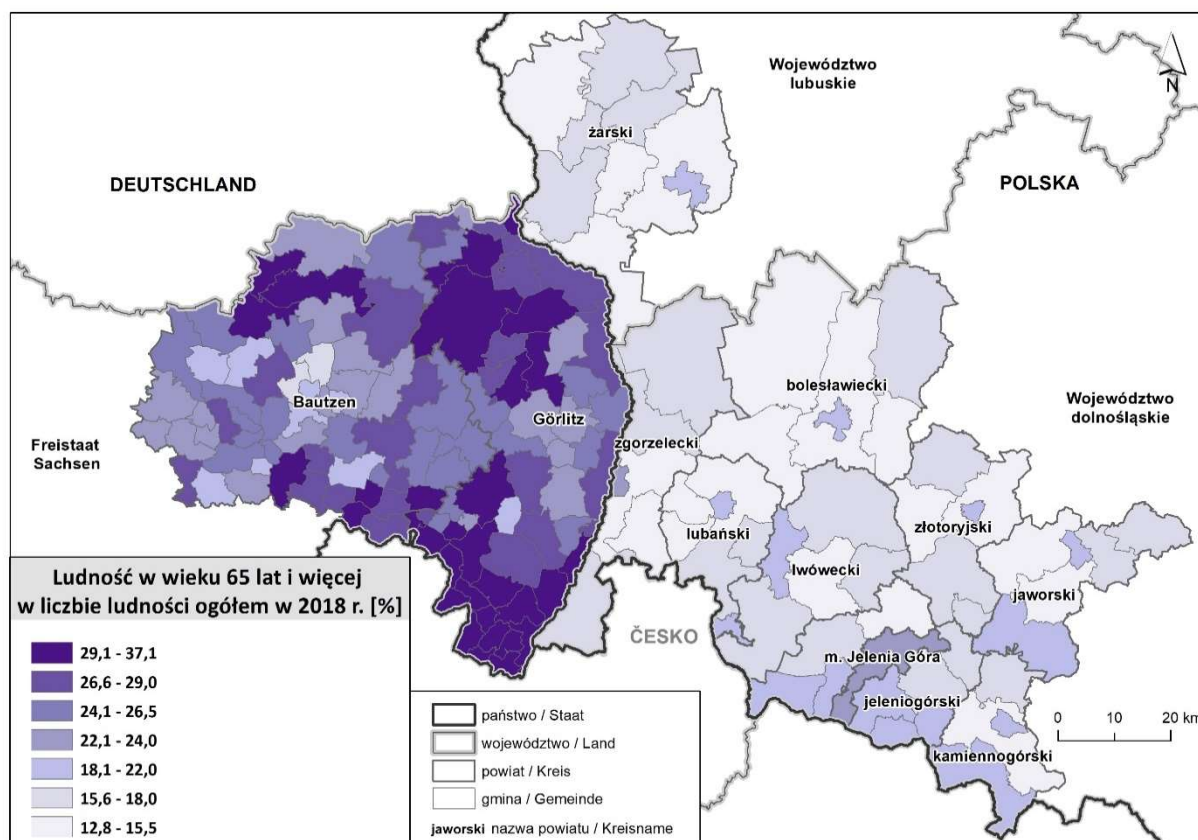 Województwo
lubuskie
N
żarski
DEUTSCHLAND
POLSKA
bolesławiecki
Bautzen
Görlitz
Województwo
dolnośląskie
Freistaat
Sachsen
zgorzelecki
lubański
złotoryjski
lwówecki
jaworski
ČESKO
m. Jelenia Góra
jeleniogórski
kamiennogórski
0 10 20 km
Ludność w wieku 65 lat i więcej
w liczbie ludności ogółem w 2018 r. [%]
29,1 - 37,1
26,6 - 29,0
24,1 - 26,5
22,1 - 24,0
18,1 - 22,0
15,6 - 18,0
12,8 - 15,5
państwo / Staat
województwo / Land
powiat / Kreis
gmina / Gemeinde
jaworski nazwa powiatu / Kreisname